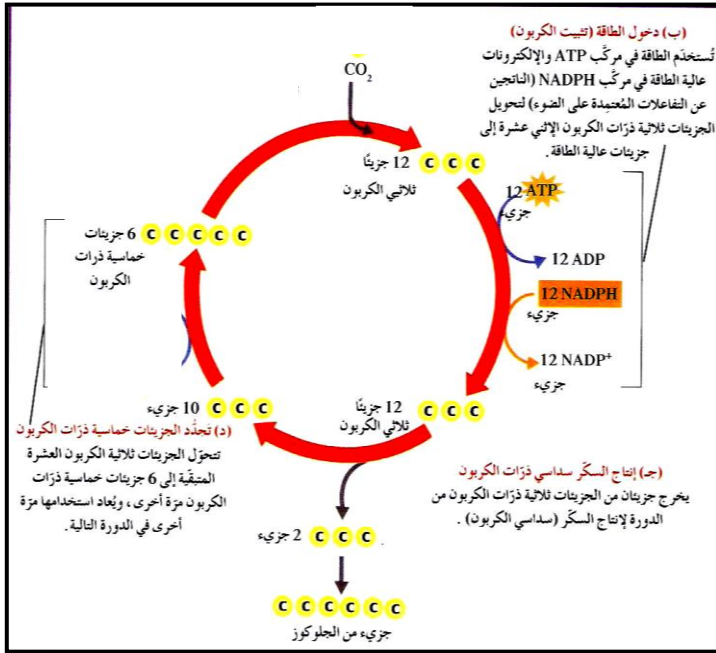 (ب) دخول الطاقة (تثبيت الكربون)
تُستخدَم الطاقة في مركَّب ATP والإلكترونات
عالية الطاقة في مركَّب NADPH (الناتجين
عن التفاعلات المُعتمِدة على الضوء) لتحويل
الجزيئات ثلاثية ذرّات الكربون الإثني عشرة إلى
جزيئات عالية الطاقة.
CO2
12 جزيئًا C C C
ثلاثيي الكربون
12 ATP
جزيء
12 ADP
12 NADPH
جزيء
12 NADP+
جزيء
6 جزيئات C C C C C
خماسية ذرات
الكربون
10 جزيء C C C
12 جزيئًا C C C
ثلاثي الكربون
(د) تَجدُّد الجزيئات خماسية ذرّات الكربون
تتحوّل الجزيئات ثلاثية الكربون العشرة
المتبقّية إلى 6 جزيئات خماسية ذرّات
الكربون مرّة أخرى، ويُعاد استخدامها مرّة
أخرى في الدورة التالية.
(جـ) إنتاج السكّر سداسي ذرّات الكربون
يخرج جزيئان من الجزيئات ثلاثية ذرّات الكربون من
الدورة لإنتاج السكّر (سداسي الكربون).
2 جزيء C C C
C C C C C C
جزيء من الجلوكوز